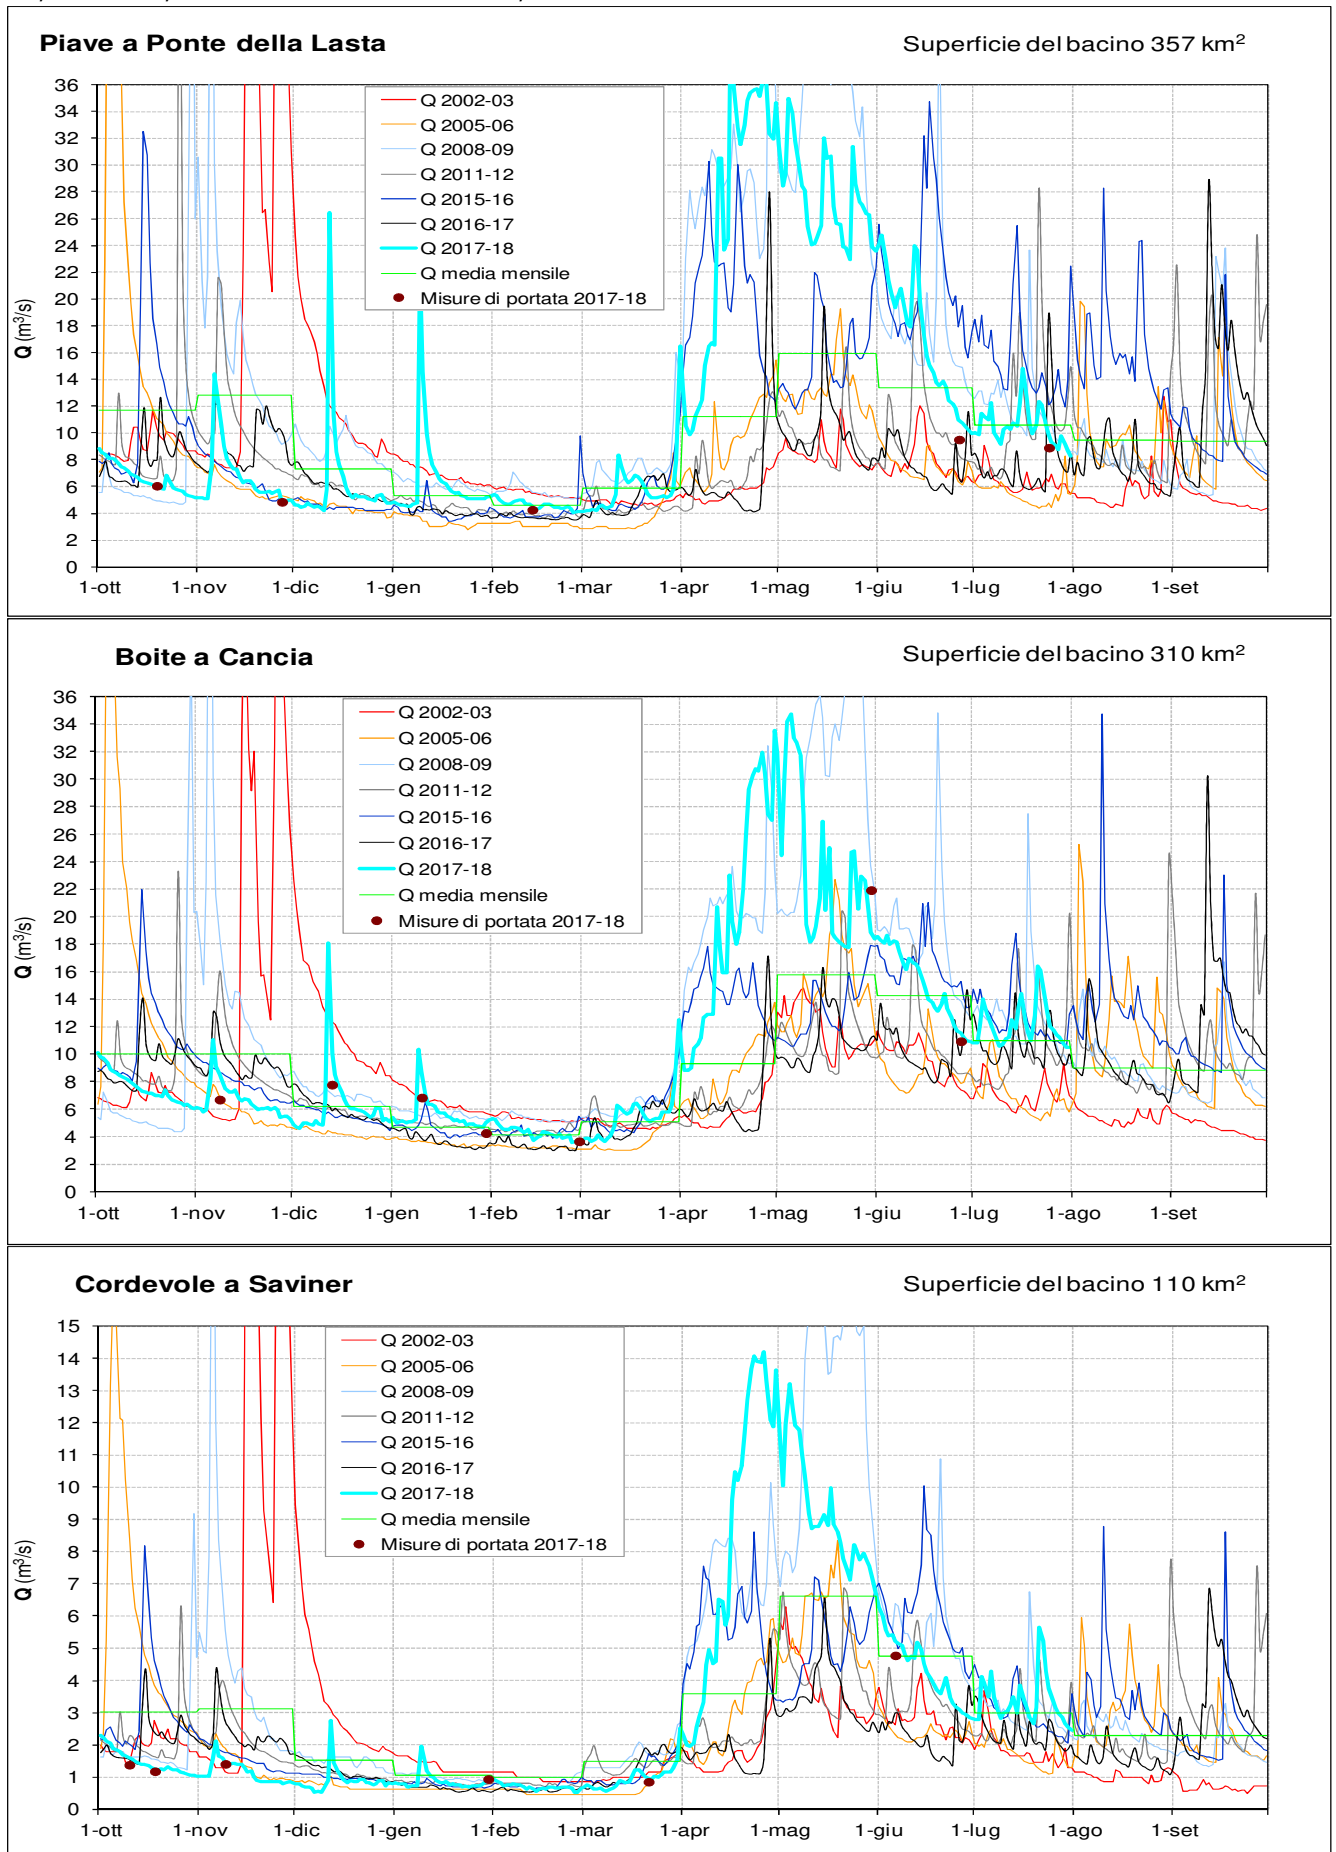 Piave a Ponte della Lasta
Superficie del bacino 357 km²
Q (m³/s)
36
34
32
30
28
26
24
22
20
18
16
14
12
10
8
6
4
2
0
Q 2002-03
Q 2005-06
Q 2008-09
Q 2011-12
Q 2015-16
Q 2016-17
Q 2017-18
Q media mensile
Misure di portata 2017-18
1-ott 1-nov 1-dic 1-gen 1-feb 1-mar 1-apr 1-mag 1-giu 1-lug 1-ago 1-set
Boite a Cancia
Superficie del bacino 310 km²
Q (m³/s)
36
34
32
30
28
26
24
22
20
18
16
14
12
10
8
6
4
2
0
Q 2002-03
Q 2005-06
Q 2008-09
Q 2011-12
Q 2015-16
Q 2016-17
Q 2017-18
Q media mensile
Misure di portata 2017-18
1-ott 1-nov 1-dic 1-gen 1-feb 1-mar 1-apr 1-mag 1-giu 1-lug 1-ago 1-set
Cordevole a Saviner
Superficie del bacino 110 km²
Q (m³/s)
15
14
13
12
11
10
9
8
7
6
5
4
3
2
1
0
Q 2002-03
Q 2005-06
Q 2008-09
Q 2011-12
Q 2015-16
Q 2016-17
Q 2017-18
Q media mensile
Misure di portata 2017-18
1-ott 1-nov 1-dic 1-gen 1-feb 1-mar 1-apr 1-mag 1-giu 1-lug 1-ago 1-set